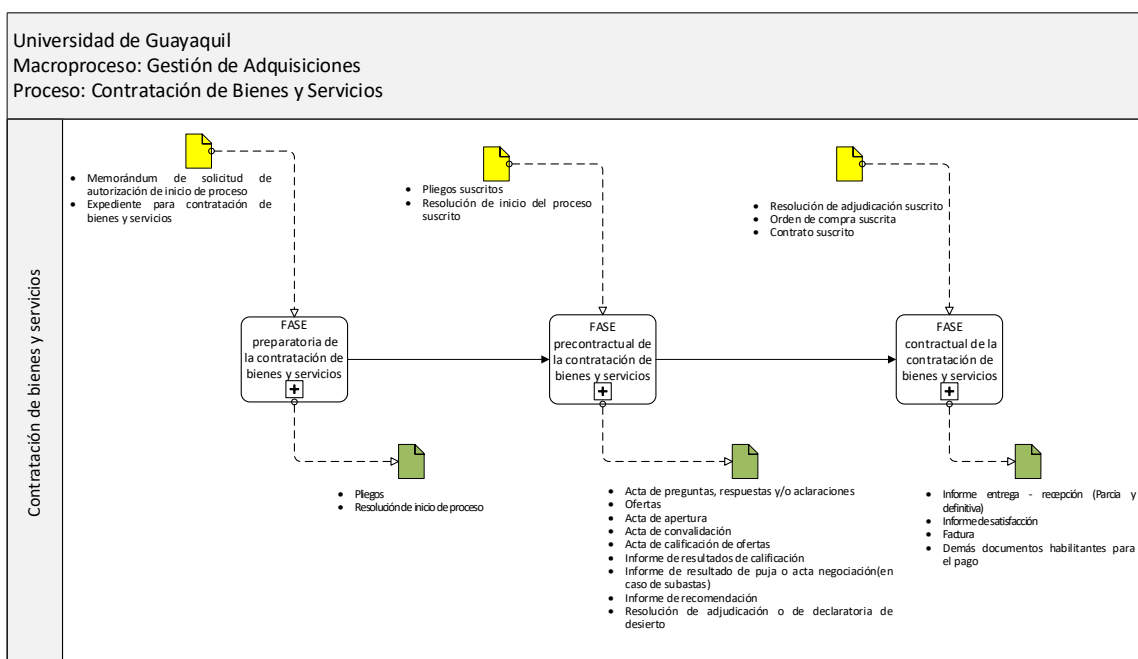 Universidad de Guayaquil
Macroproceso: Gestión de Adquisiciones
Proceso: Contratación de Bienes y Servicios
Contratación de bienes y servicios
• Memorándum de solicitud de
autorización de inicio de proceso
• Expediente para contratación de
bienes y servicios
• Pliegos suscritos
• Resolución de inicio del proceso
suscrito
• Resolución de adjudicación suscrito
• Orden de compra suscrita
• Contrato suscrito
FASE
preparatoria de
la contratación de
bienes y servicios
FASE
precontractual de
la contratación de
bienes y servicios
FASE
contractual de la
contratación de
bienes y servicios
• Pliegos
• Resolución de inicio de proceso
• Acta de preguntas, respuestas y/o aclaraciones
• Ofertas
• Acta de apertura
• Acta de convalidación
• Acta de calificación de ofertas
• Informe de resultados de calificación
• Informe de resultado de puja o acta negociación(en
caso de subastas)
• Informe de recomendación
• Resolución de adjudicación o de declaratoria de
desierto
• Informe entrega - recepción (Parcia y
definitiva)
• Informe de satisfacción
• Factura
• Demás documentos habilitantes para
el pago